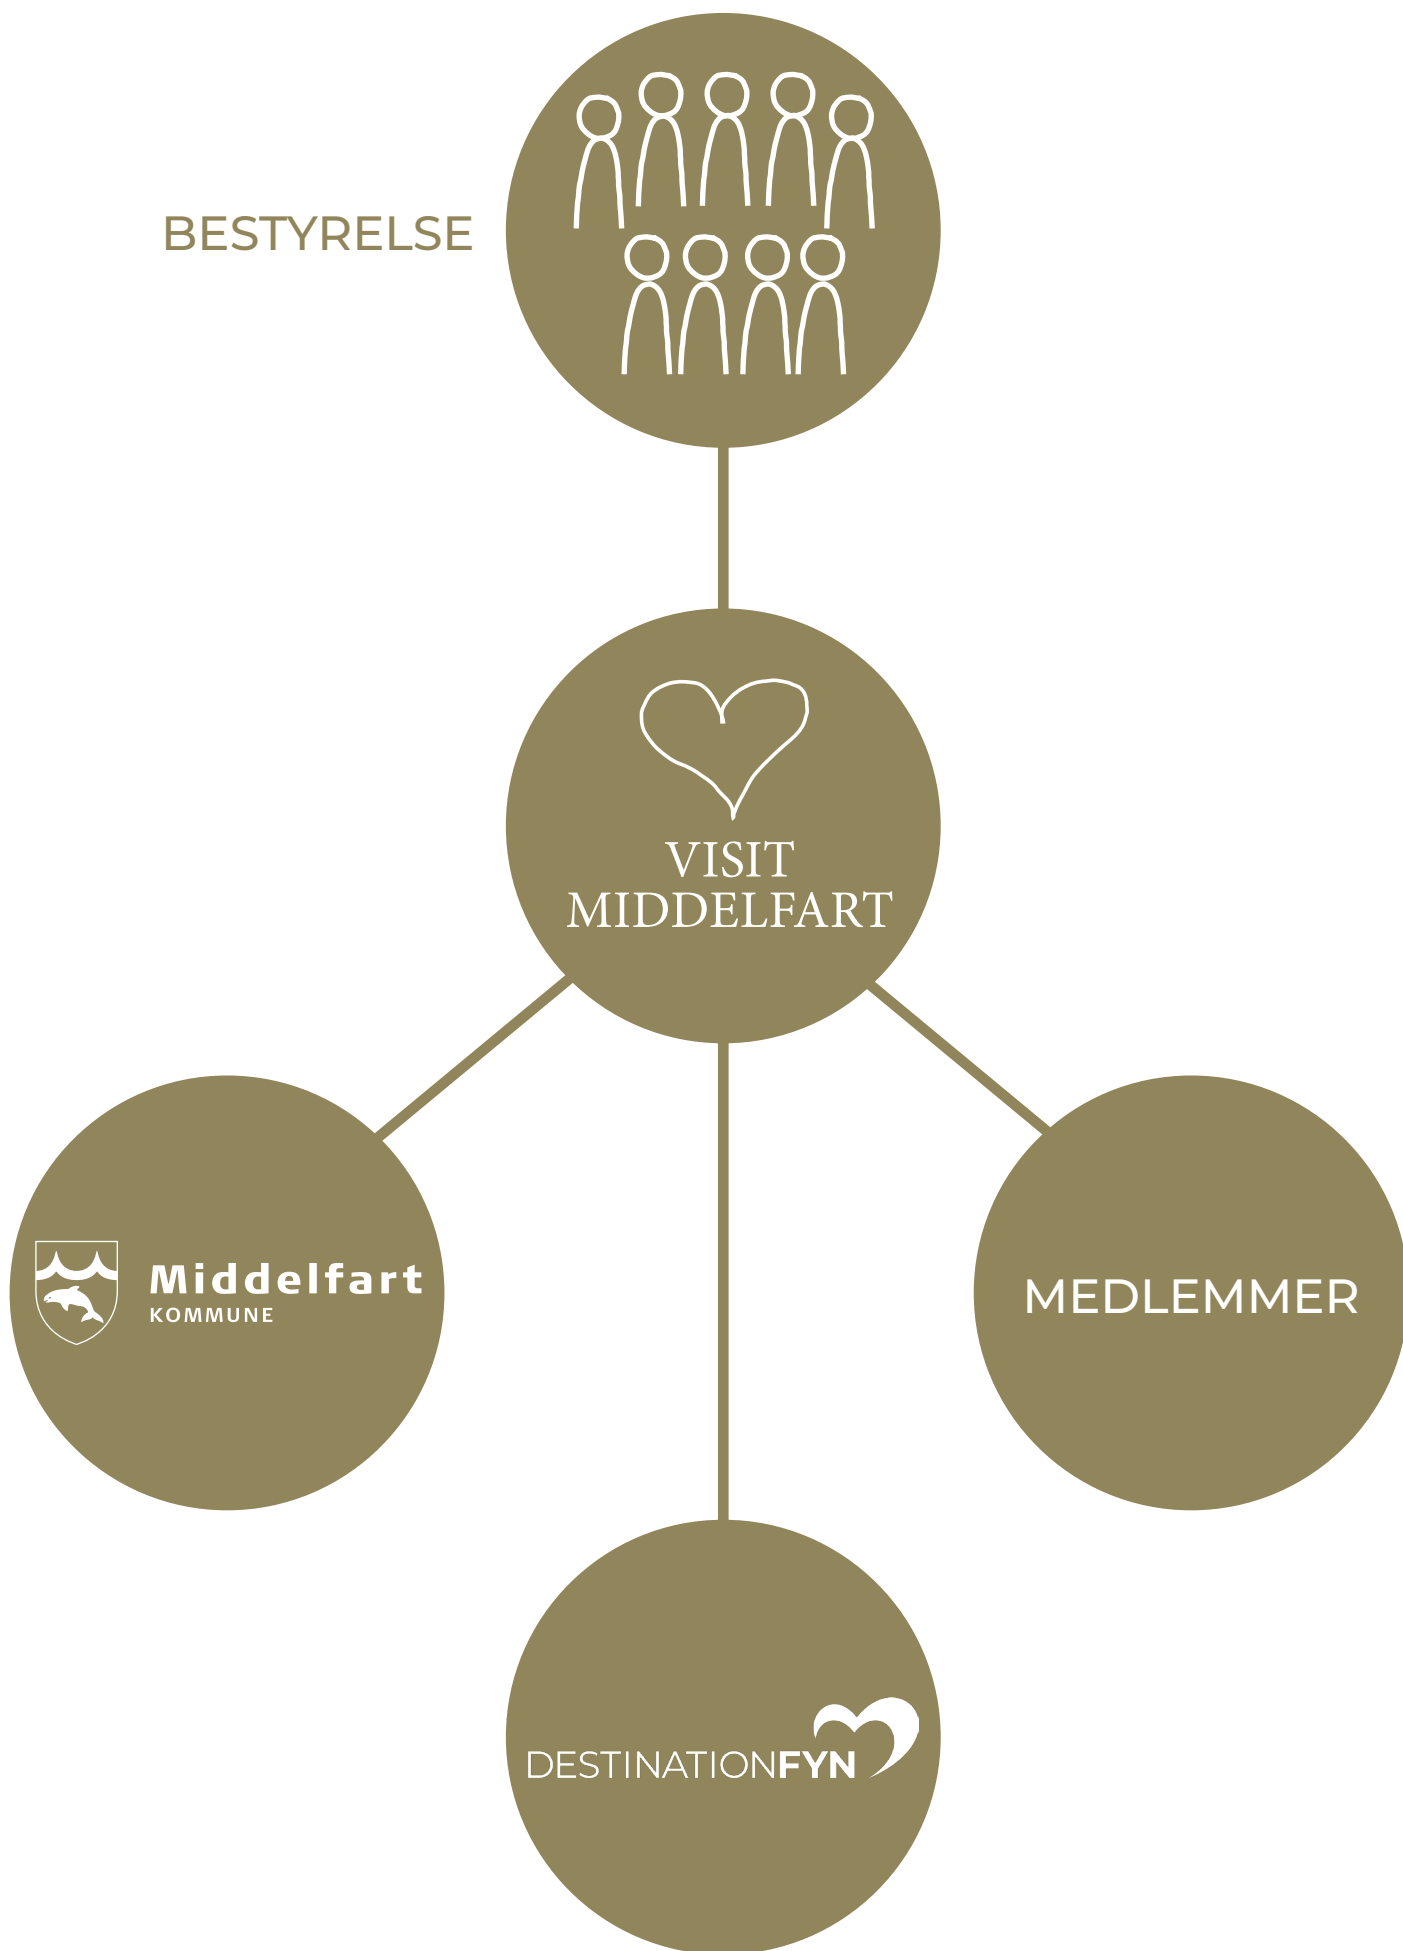 BESTYRELSE
VISIT
MIDDELFART
Middelfart
KOMMUNE
MEDLEMMER
DESTINATIONFYN